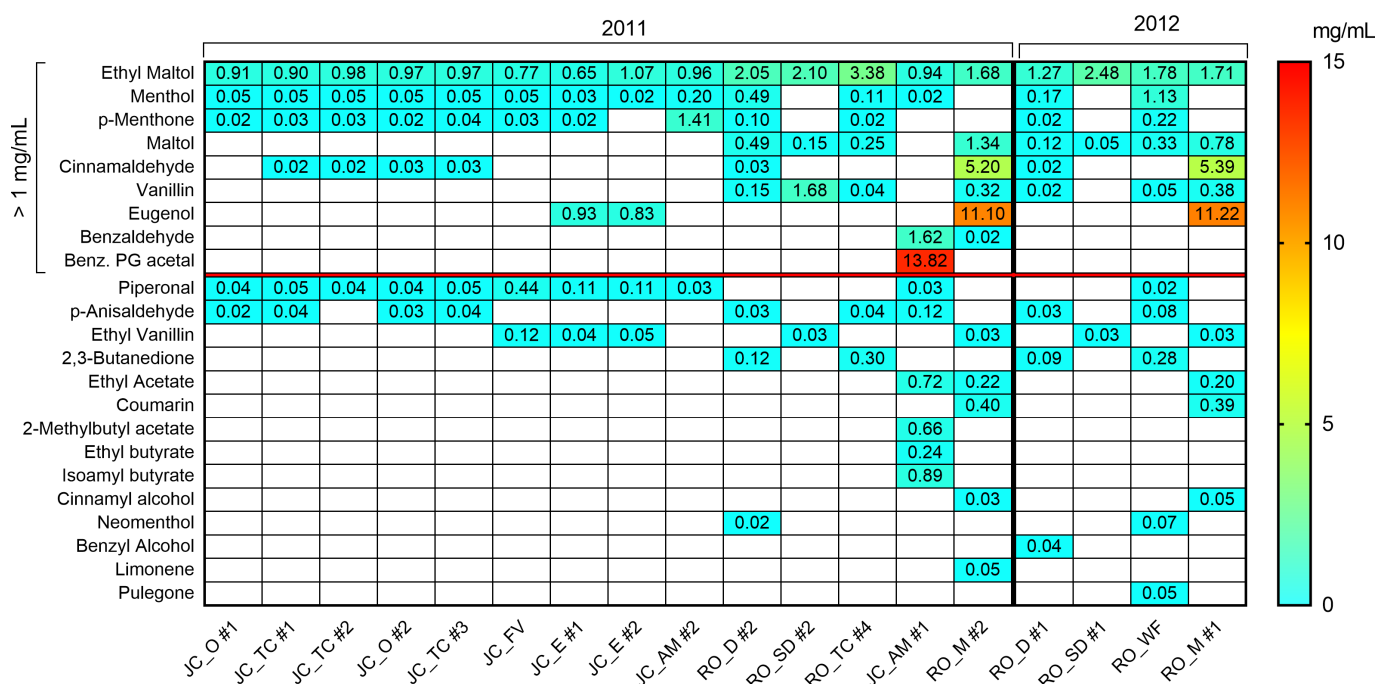 2011
2012
mg/mL
> 1 mg/mL
Ethyl Maltol 0.91 0.90 0.98 0.97 0.97 0.77 0.65 1.07 0.96 2.05 2.10 3.38 0.94 1.68 1.27 2.48 1.78 1.71
Menthol 0.05 0.05 0.05 0.05 0.05 0.05 0.03 0.02 0.20 0.49 0.11 0.02 0.17 1.13
p-Menthone 0.02 0.03 0.03 0.02 0.04 0.03 0.02 1.41 0.10 0.02 0.02 0.22
Maltol 0.49 0.15 0.25 1.34 0.12 0.05 0.33 0.78
Cinnamaldehyde 0.02 0.02 0.03 0.03 0.03 5.20 0.02 5.39
Vanillin 0.15 1.68 0.04 0.32 0.02 0.05 0.38
Eugenol 0.93 0.83 11.10 11.22
Benzaldehyde 1.62 0.02
Benz. PG acetal 13.82
Piperonal 0.04 0.05 0.04 0.04 0.05 0.44 0.11 0.11 0.03 0.03 0.02
p-Anisaldehyde 0.02 0.04 0.03 0.04 0.03 0.04 0.12 0.03 0.08
Ethyl Vanillin 0.12 0.04 0.05 0.03 0.03 0.03 0.03
2,3-Butanedione 0.12 0.30 0.09 0.28
Ethyl Acetate 0.72 0.22 0.20
Coumarin 0.40 0.39
2-Methylbutyl acetate 0.66
Ethyl butyrate 0.24
Isoamyl butyrate 0.89
Cinnamyl alcohol 0.03 0.05
Neomenthol 0.02 0.07
Benzyl Alcohol 0.04
Limonene 0.05
Pulegone 0.05
JC_O #1 JC_TC #1 JC_TC #2 JC_O #2 JC_TC #3 JC_FV JC_E #1 JC_E #2 JC_AM #2 RO_D #2 RO_SD #2 RO_TC #4 JC_AM #1 RO_M #2 RO_D #1 RO_SD #1 RO_WF RO_M #1
15
10
5
0